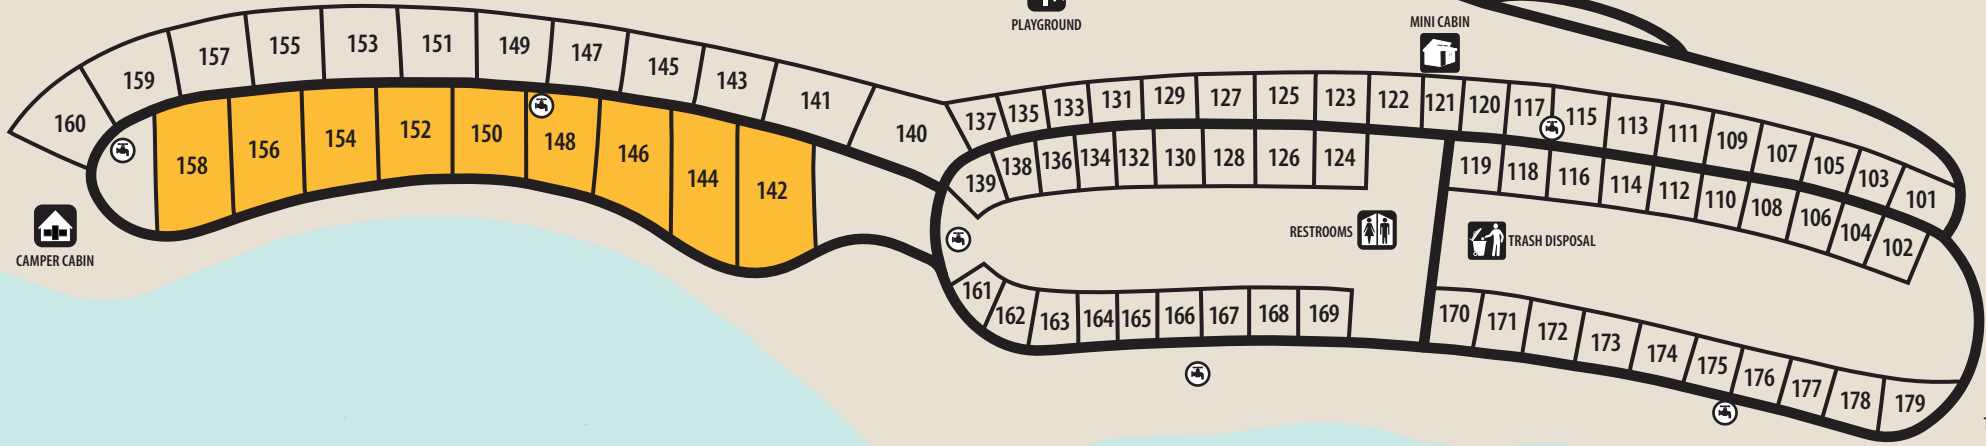 PLAYGROUND
MINI CABIN
157 155 153 151 149 147 145 143 141 140
159
160
158 156 154 152 150 148 146 144 142
137 135 133 131 129 127 125 123 122 121 120 117 115 113 111 109 107 105 103 101
139 138 136 134 132 130 128 126 124
119 118 116 114 112 110 108 106 104 102
CAMPER CABIN
RESTROOMS
TRASH DISPOSAL
161 162 163 164 165 166 167 168 169
170 171 172 173 174 175 176 177 178 179